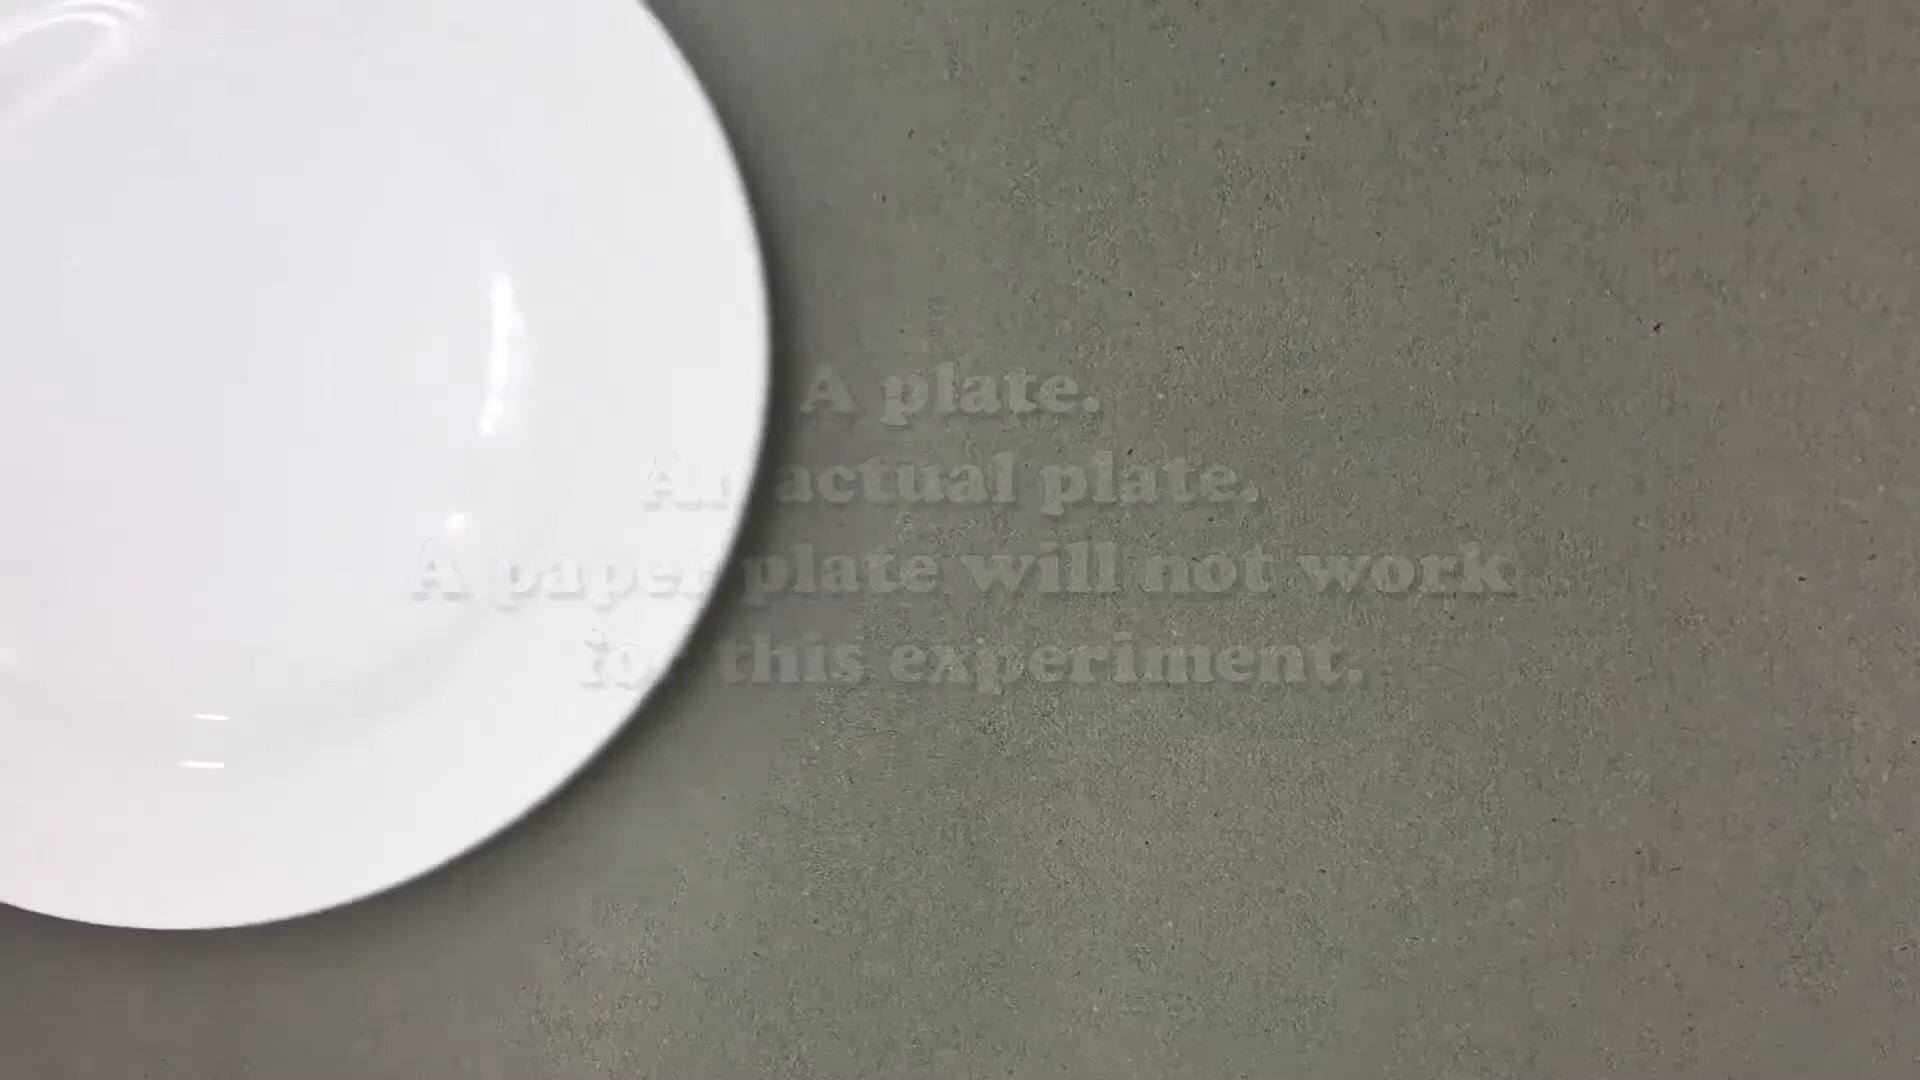 A plate.
An actual plate.
A paper plate will not work
for this experiment.